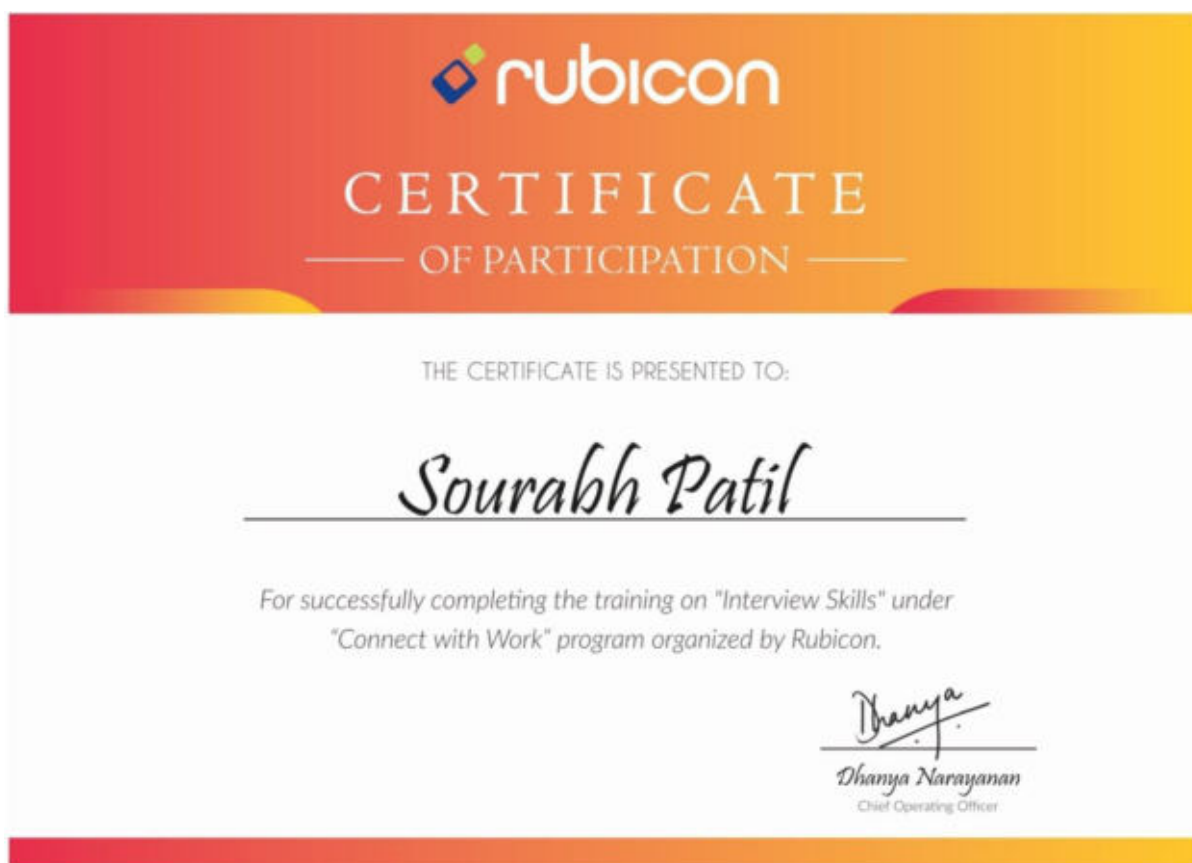 rubicon
CERTIFICATE
OF PARTICIPATION
THE CERTIFICATE IS PRESENTED TO:
Sourabh Patil
For successfully completing the training on "Interview Skills" under
"Connect with Work" program organized by Rubicon.
Dhanya
Dhanya Narayanan
Chief Operating Officer